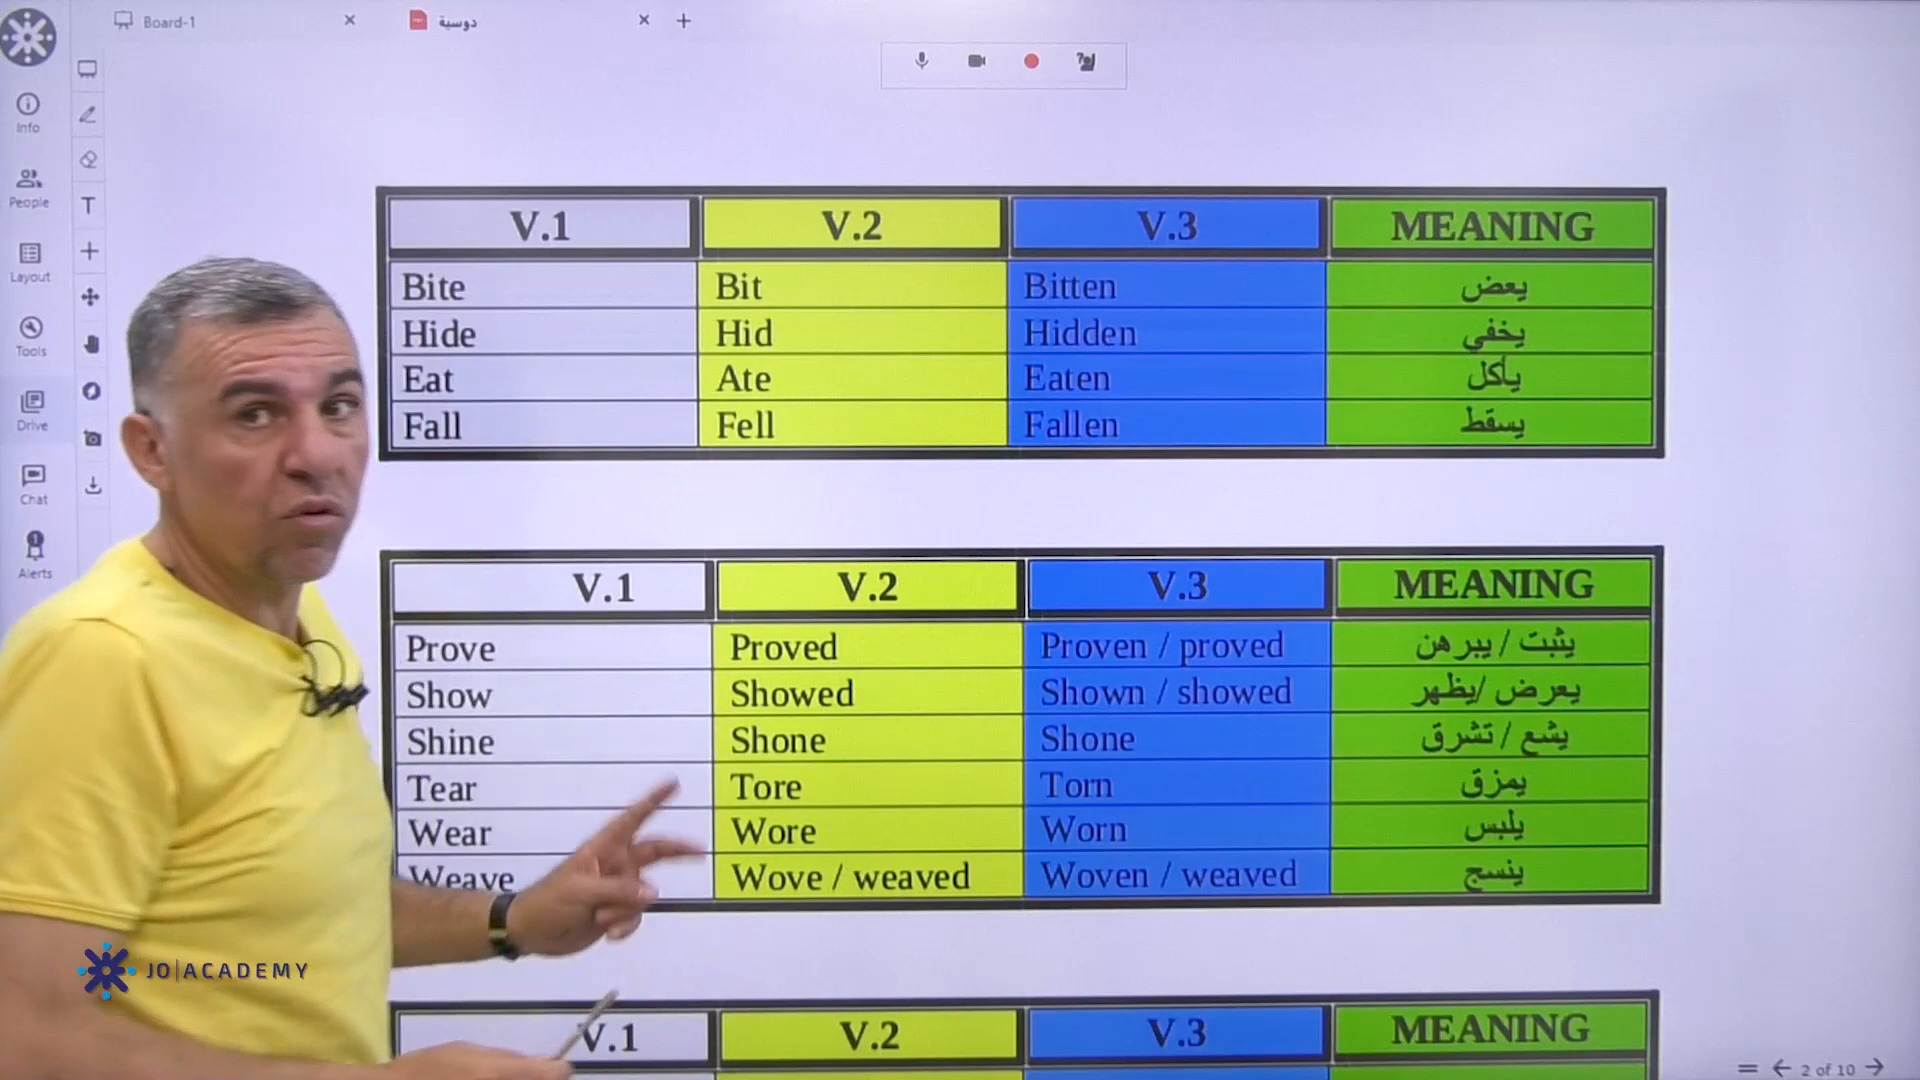 Board-1
دوسية
Info
People
Layout
Tools
Drive
Chat
Alerts
1
T
V.1 V.2 V.3 MEANING
Bite Bit Bitten يعض
Hide Hid Hidden يخفي
Eat Ate Eaten يأكل
Fall Fell Fallen يسقط
V.1 V.2 V.3 MEANING
Prove Proved Proven / proved يثبت / يبرهن
Show Showed Shown / showed يعرض /يظهر
Shine Shone Shone يشع / تشرق
Tear Tore Torn يمزق
Wear Wore Worn يلبس
Weave Wove / weaved Woven / weaved ينسج
V.1 V.2 V.3 MEANING
JO|ACADEMY
2 of 10